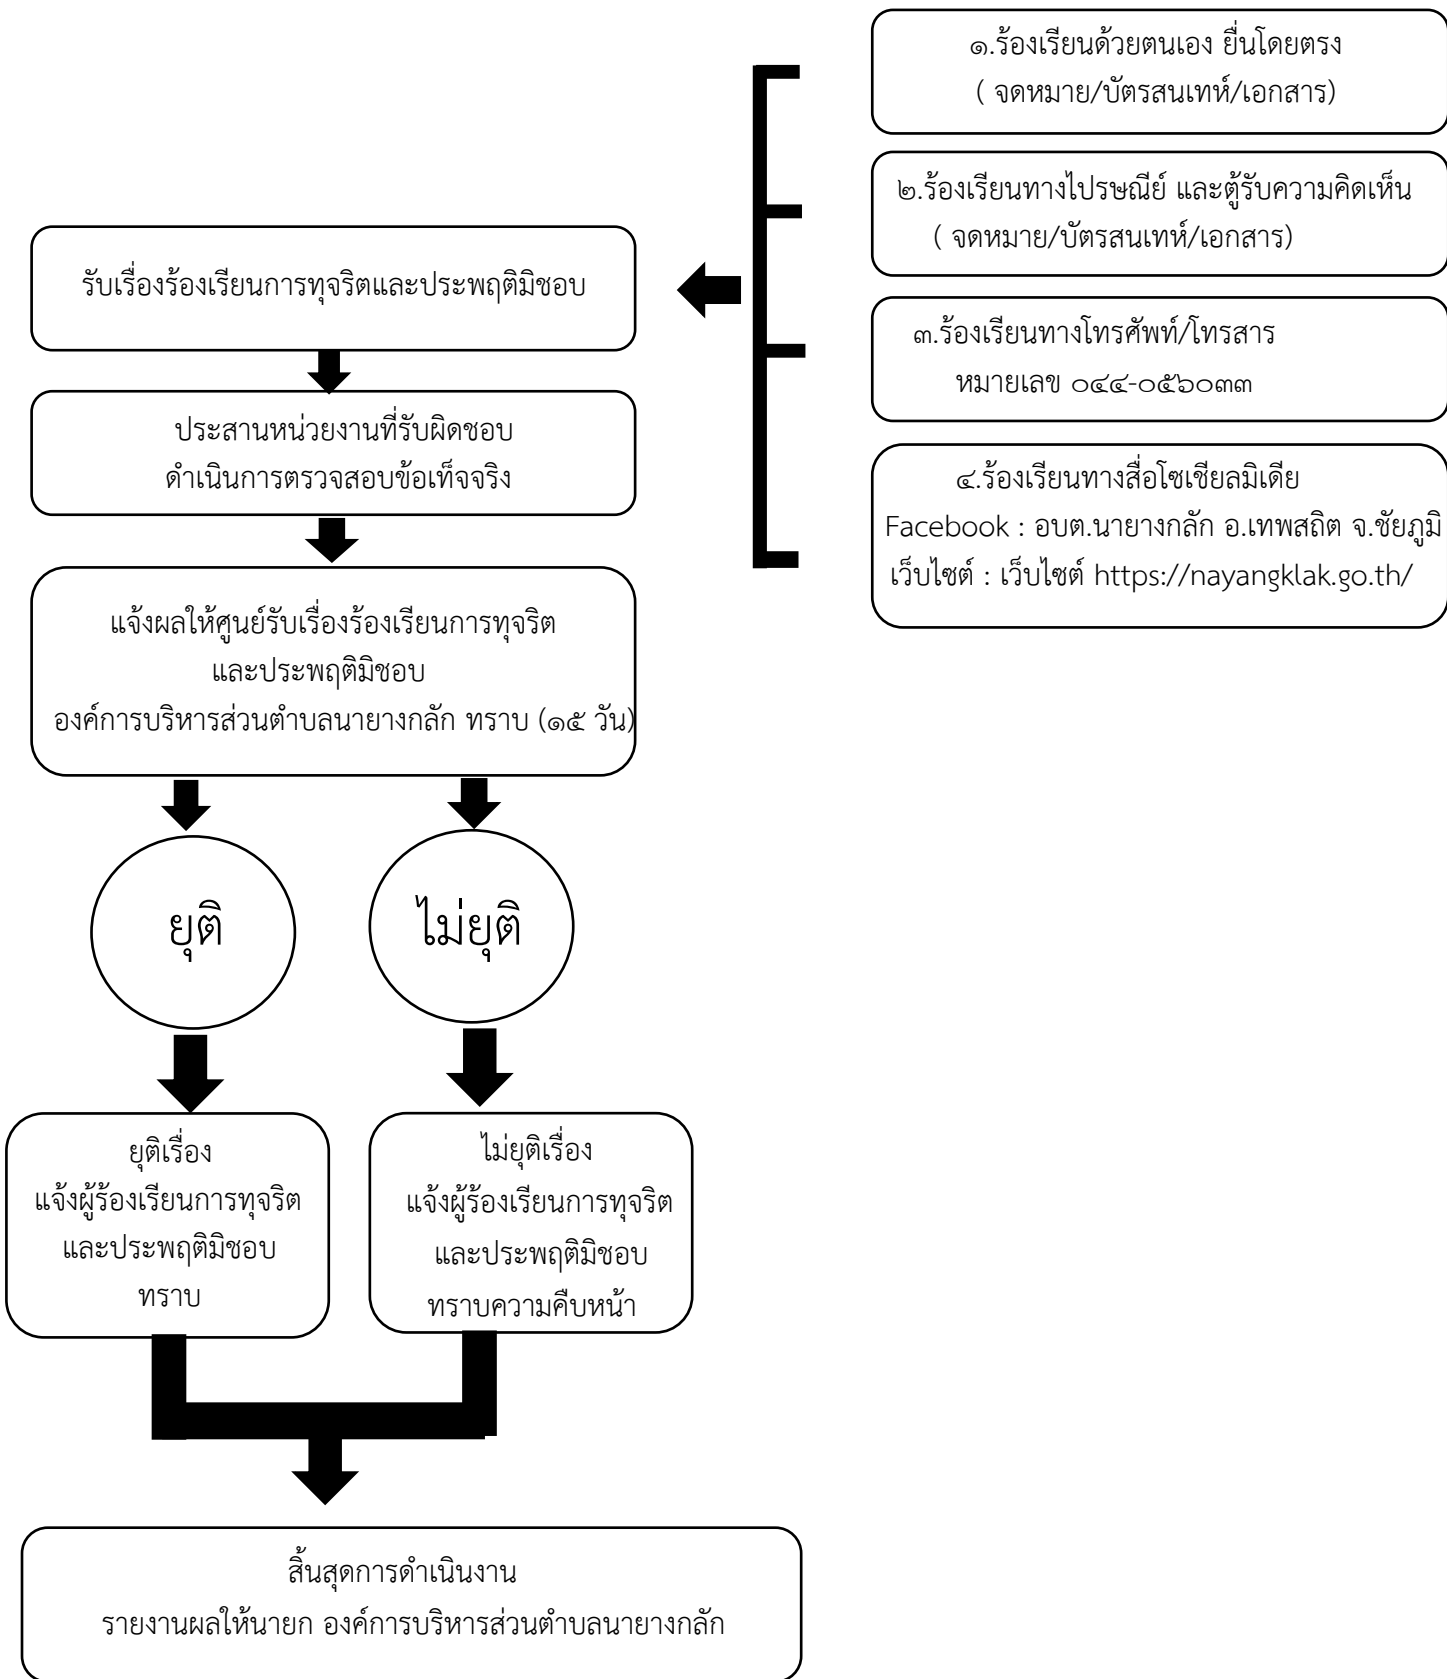 ๑.ร้องเรียนด้วยตนเอง ยื่นโดยตรง
( จดหมาย/บัตรสนเทห์/เอกสาร)
๒.ร้องเรียนทางไปรษณีย์ และตู้รับความคิดเห็น
( จดหมาย/บัตรสนเทห์/เอกสาร)
๓.ร้องเรียนทางโทรศัพท์/โทรสาร
หมายเลข ๐๔๔-๐๕๖๐๓๓
๔.ร้องเรียนทางสื่อโซเชียลมิเดีย
Facebook : อบต.นายางกลัก อ.เทพสถิต จ.ชัยภูมิ
เว็บไซต์ : เว็บไซต์ https://nayangklak.go.th/
รับเรื่องร้องเรียนการทุจริตและประพฤติมิชอบ
ประสานหน่วยงานที่รับผิดชอบ
ดำเนินการตรวจสอบข้อเท็จจริง
แจ้งผลให้ศูนย์รับเรื่องร้องเรียนการทุจริต
และประพฤติมิชอบ
องค์การบริหารส่วนตำบลนายางกลัก ทราบ (๑๕ วัน)
ยุติ
ไม่ยุติ
ยุติเรื่อง
แจ้งผู้ร้องเรียนการทุจริต
และประพฤติมิชอบ
ทราบ
ไม่ยุติเรื่อง
แจ้งผู้ร้องเรียนการทุจริต
และประพฤติมิชอบ
ทราบความคืบหน้า
สิ้นสุดการดำเนินงาน
รายงานผลให้นายก องค์การบริหารส่วนตำบลนายางกลัก